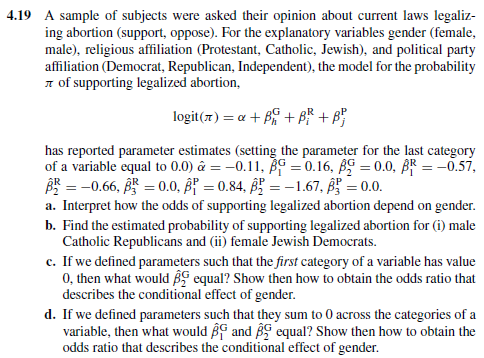 4.19 A sample of subjects were asked their opinion about current laws legaliz-
ing abortion (support, oppose). For the explanatory variables gender (female,
male), religious affiliation (Protestant, Catholic, Jewish), and political party
affiliation (Democrat, Republican, Independent), the model for the probability
π of supporting legalized abortion,
logit(π) = α + β_h^G + β_i^R + β_j^P
has reported parameter estimates (setting the parameter for the last category
of a variable equal to 0.0) α̂ = −0.11, β̂_1^G = 0.16, β̂_2^G = 0.0, β̂_1^R = −0.57,
β̂_2^R = −0.66, β̂_3^R = 0.0, β̂_1^P = 0.84, β̂_2^P = −1.67, β̂_3^P = 0.0.
a. Interpret how the odds of supporting legalized abortion depend on gender.
b. Find the estimated probability of supporting legalized abortion for (i) male
Catholic Republicans and (ii) female Jewish Democrats.
c. If we defined parameters such that the first category of a variable has value
0, then what would β̂_2^G equal? Show then how to obtain the odds ratio that
describes the conditional effect of gender.
d. If we defined parameters such that they sum to 0 across the categories of a
variable, then what would β̂_1^G and β̂_2^G equal? Show then how to obtain the
odds ratio that describes the conditional effect of gender.